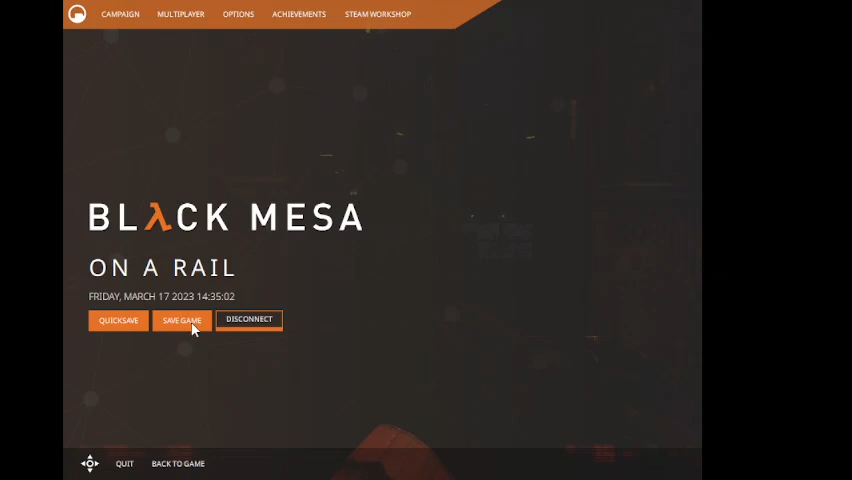 CAMPAIGN MULTIPLAYER OPTIONS ACHIEVEMENTS STEAM WORKSHOP
BLλCK MESA
ON A RAIL
FRIDAY, MARCH 17 2023 14:35:02
QUICKSAVE SAVE GAME DISCONNECT
QUIT BACK TO GAME